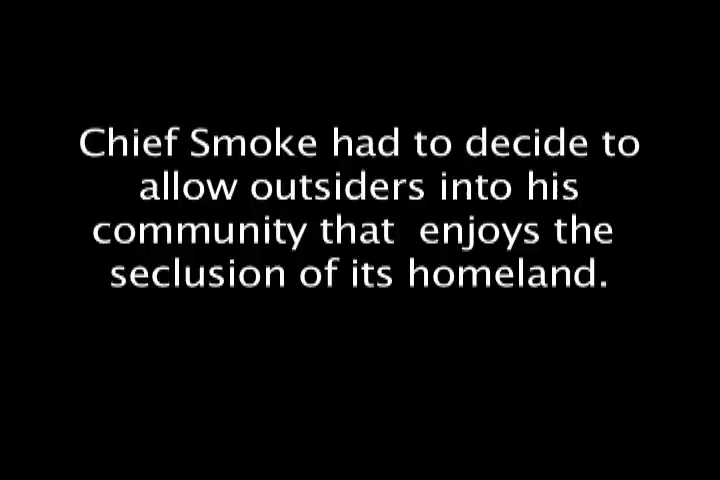 Chief Smoke had to decide to
allow outsiders into his
community that  enjoys the
seclusion of its homeland.